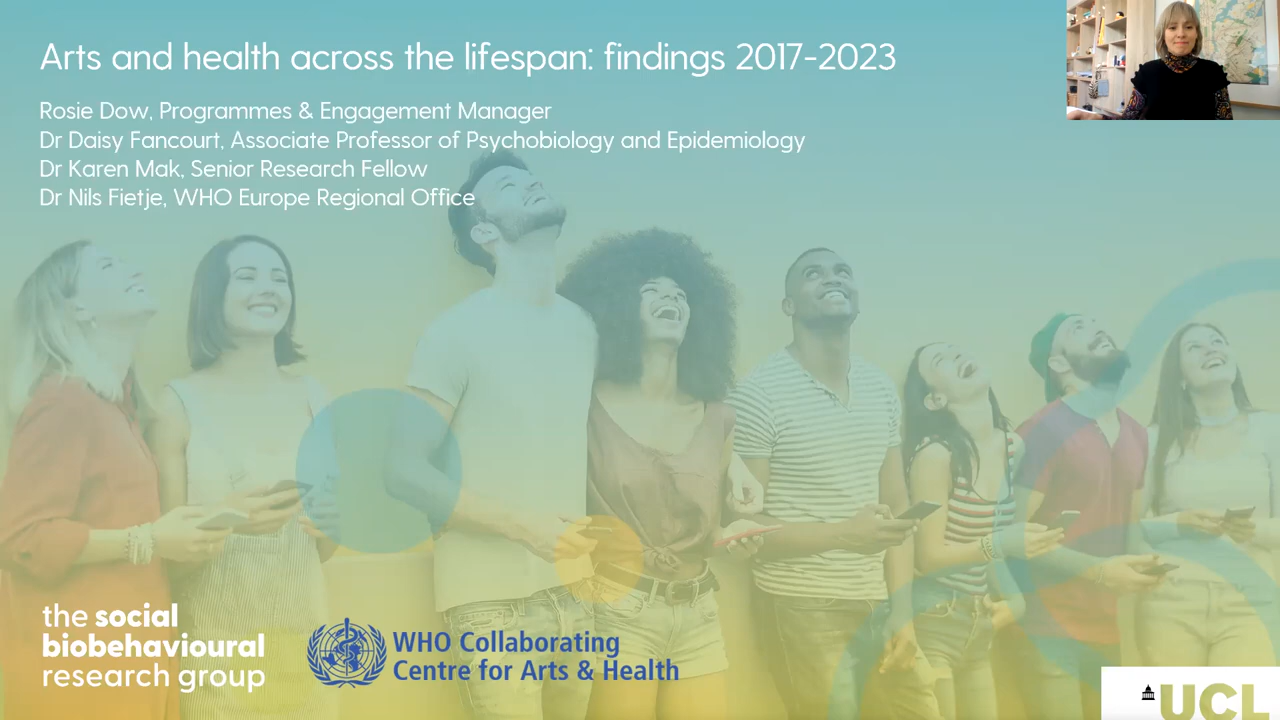 Arts and health across the lifespan: findings 2017-2023
Rosie Dow, Programmes & Engagement Manager
Dr Daisy Fancourt, Associate Professor of Psychobiology and Epidemiology
Dr Karen Mak, Senior Research Fellow
Dr Nils Fietje, WHO Europe Regional Office
the social
biobehavioural
research group
WHO Collaborating
Centre for Arts & Health
UCL